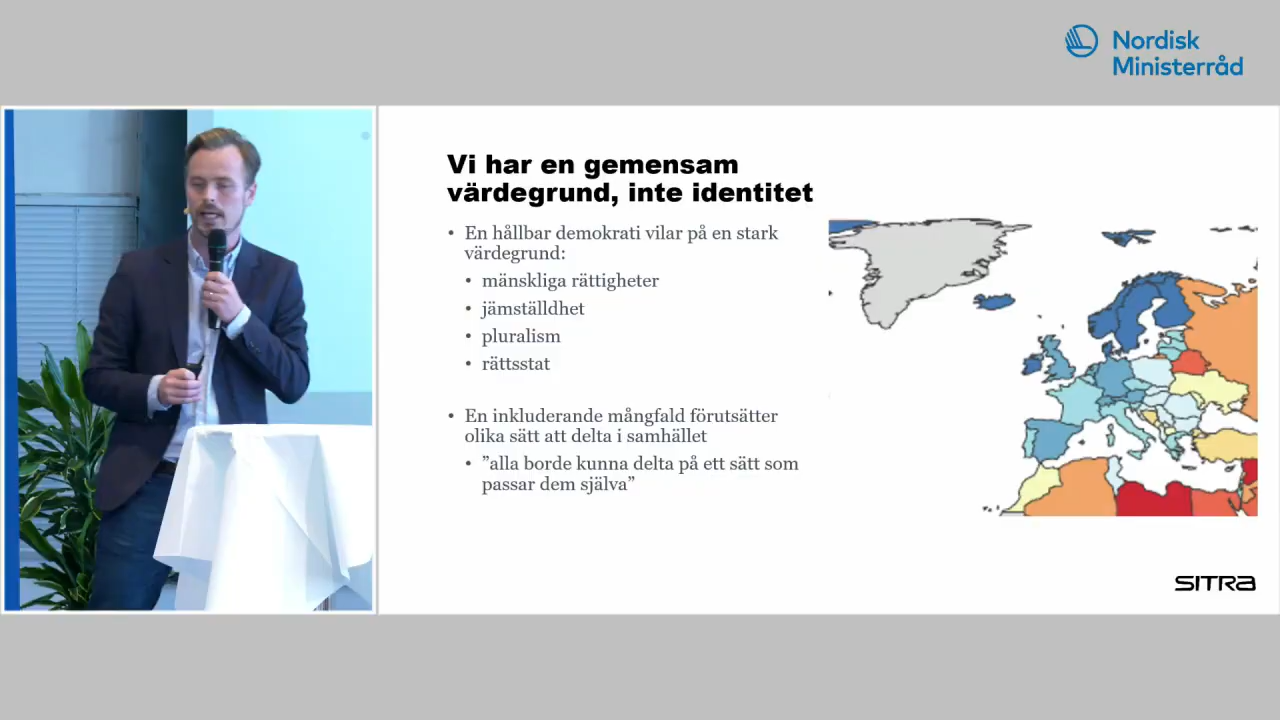 Nordisk
Ministerråd
Vi har en gemensam
värdegrund, inte identitet
• En hållbar demokrati vilar på en stark
värdegrund:
• mänskliga rättigheter
• jämställdhet
• pluralism
• rättsstat
• En inkluderande mångfald förutsätter
olika sätt att delta i samhället
• ”alla borde kunna delta på ett sätt som
passar dem själva”
SITRA